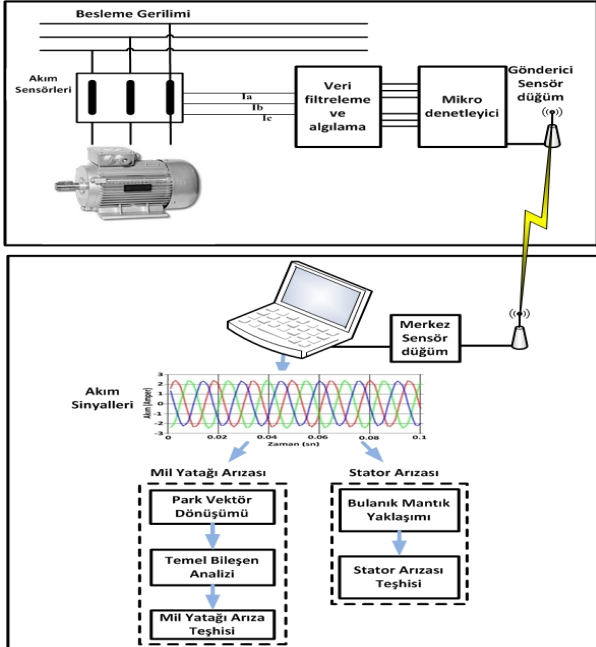 Besleme Gerilimi
Akım
Sensörleri
Ia
Ib
Ic
Veri
filtreleme
ve
algılama
Mikro
denetleyici
Gönderici
Sensör
düğüm
Merkez
Sensör
düğüm
Akım
Sinyalleri
Akım(Amper)
3
2
1
0
-1
-2
-3
0 0.02 0.04 0.06 0.08 0.1
Zaman (sn)
Mil Yatağı Arızası
Stator Arızası
Park Vektör
Dönüşümü
Temel Bileşen
Analizi
Mil Yatağı Arıza
Teşhisi
Bulanık Mantık
Yaklaşımı
Stator Arızası
Teşhisi